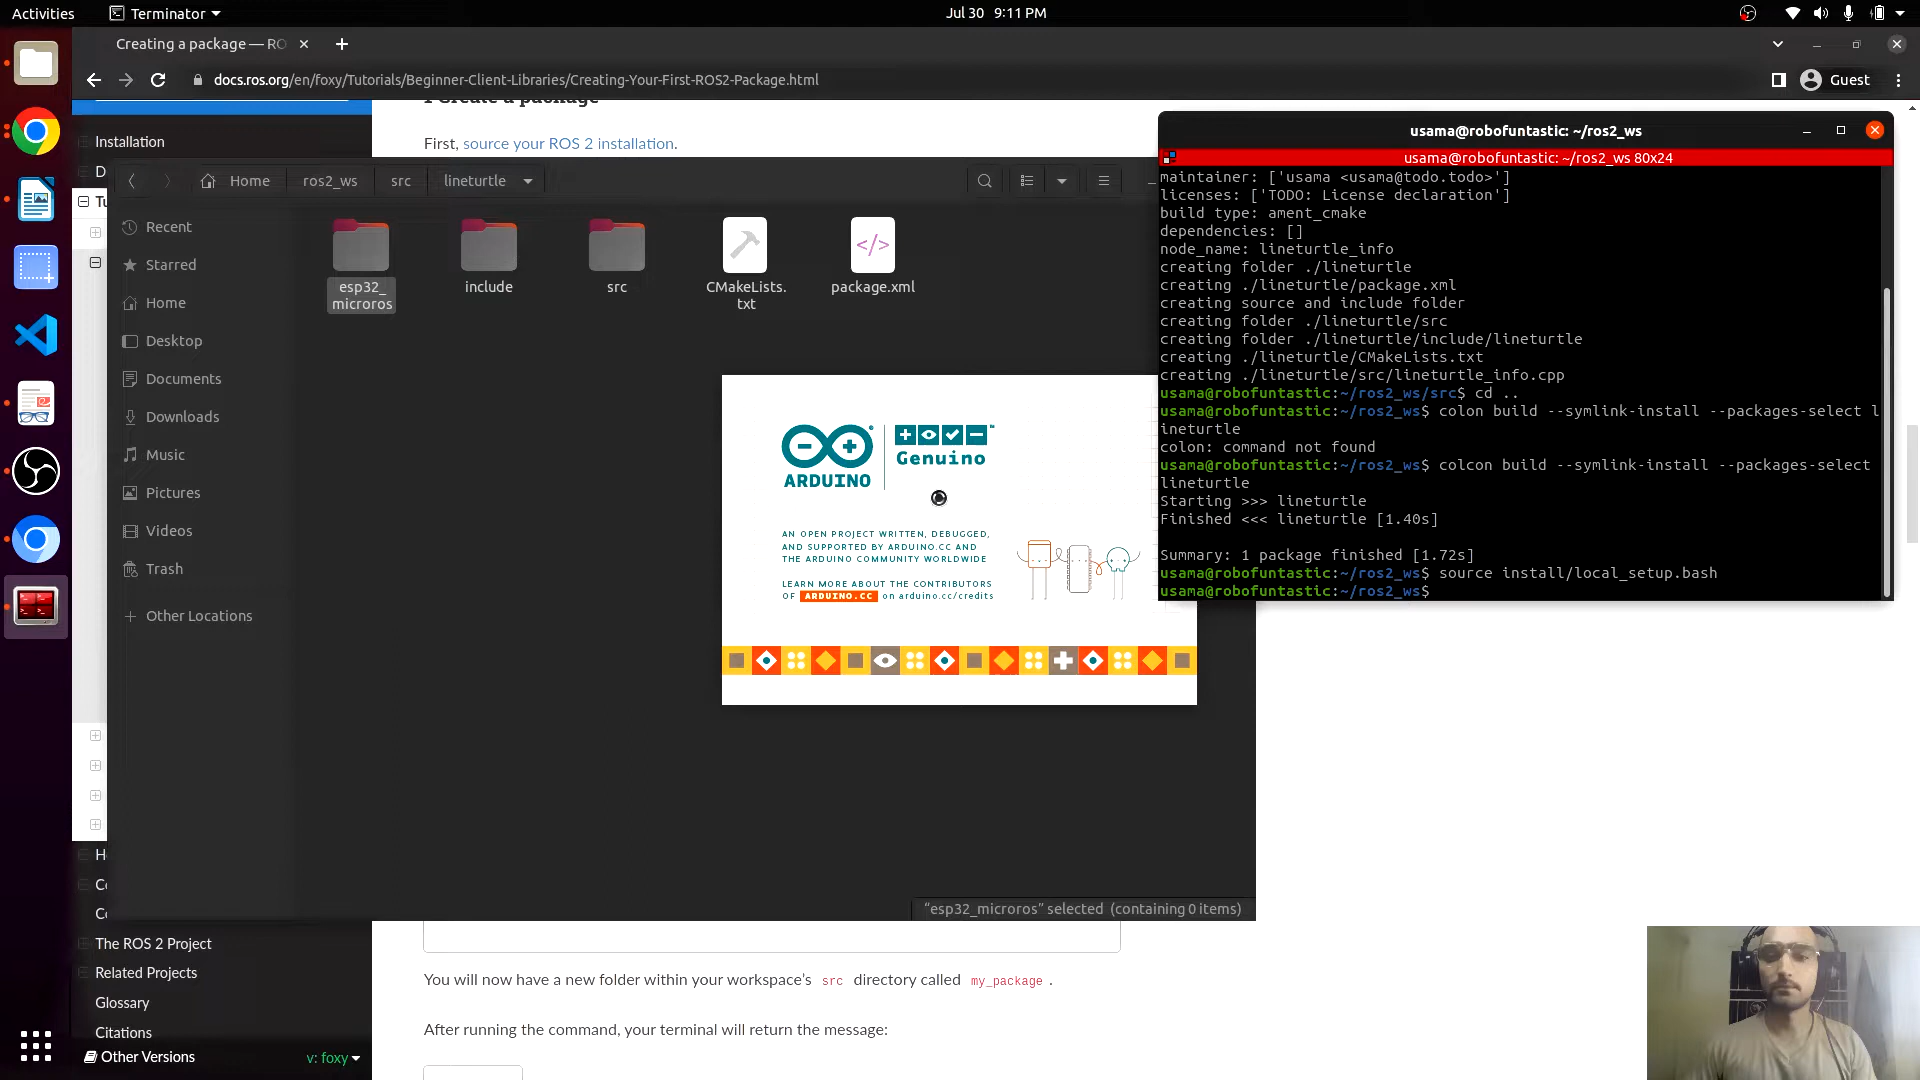 Activities
Terminator
Jul 30 9:11 PM
Creating a package — RO
docs.ros.org/en/foxy/Tutorials/Beginner-Client-Libraries/Creating-Your-First-ROS2-Package.html
Guest
Installation
D
Tu
He
Co
Co
The ROS 2 Project
Related Projects
Glossary
Citations
Other Versions
v: foxy
1 Create a package
First, source your ROS 2 installation.
Home
ros2_ws
src
lineturtle
Recent
Starred
Home
Desktop
Documents
Downloads
Music
Pictures
Videos
Trash
Other Locations
esp32_
microros
include
src
CMakeLists.
txt
package.xml
</>
ARDUINO
Genuino
™
AN OPEN PROJECT WRITTEN, DEBUGGED,
AND SUPPORTED BY ARDUINO.CC AND
THE ARDUINO COMMUNITY WORLDWIDE
LEARN MORE ABOUT THE CONTRIBUTORS
OF ARDUINO.CC on arduino.cc/credits
“esp32_microros” selected (containing 0 items)
usama@robofuntastic: ~/ros2_ws
usama@robofuntastic: ~/ros2_ws 80x24
maintainer: ['usama <usama@todo.todo>']
licenses: ['TODO: License declaration']
build type: ament_cmake
dependencies: []
node_name: lineturtle_info
creating folder ./lineturtle
creating ./lineturtle/package.xml
creating source and include folder
creating folder ./lineturtle/src
creating folder ./lineturtle/include/lineturtle
creating ./lineturtle/CMakeLists.txt
creating ./lineturtle/src/lineturtle_info.cpp
usama@robofuntastic:~/ros2_ws/src$ cd ..
usama@robofuntastic:~/ros2_ws$ colon build --symlink-install --packages-select l
ineturtle
colon: command not found
usama@robofuntastic:~/ros2_ws$ colcon build --symlink-install --packages-select
lineturtle
Starting >>> lineturtle
Finished <<< lineturtle [1.40s]
Summary: 1 package finished [1.72s]
usama@robofuntastic:~/ros2_ws$ source install/local_setup.bash
usama@robofuntastic:~/ros2_ws$
You will now have a new folder within your workspace’s src directory called my_package .
After running the command, your terminal will return the message: